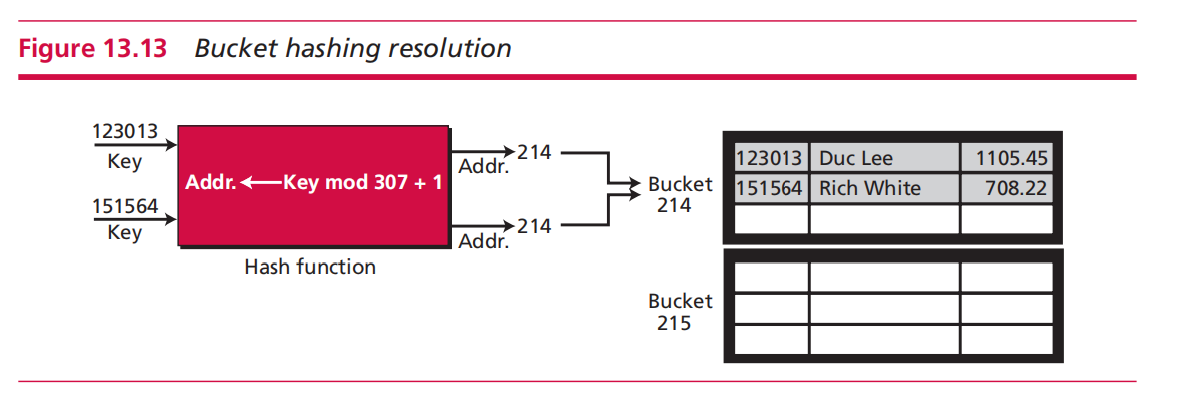 Figure 13.13 Bucket hashing resolution
123013
Key
151564
Key
Addr. ← Key mod 307 + 1
Hash function
214
Addr.
214
Addr.
Bucket
214
123013 Duc Lee 1105.45
151564 Rich White 708.22
Bucket
215